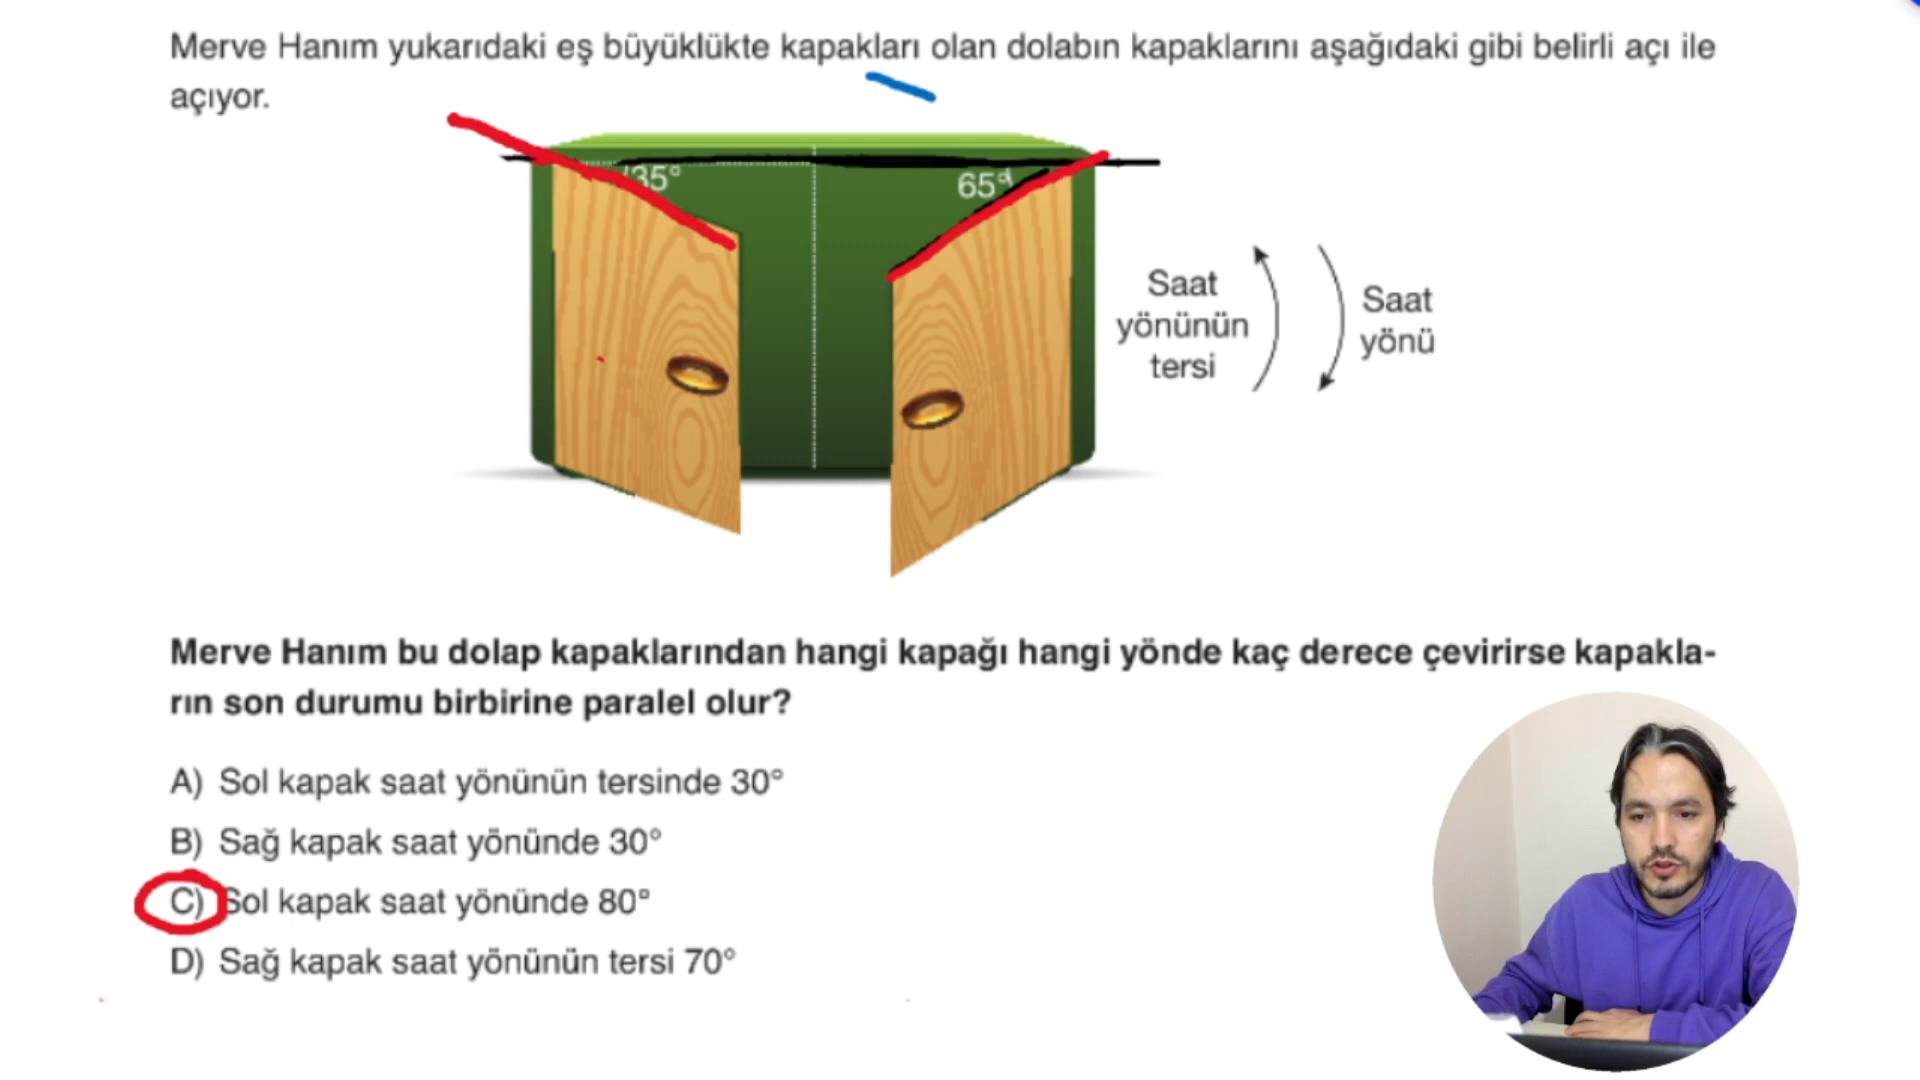 Merve Hanım yukarıdaki eş büyüklükte kapakları olan dolabın kapaklarını aşağıdaki gibi belirli açı ile
açıyor.
35°
65°
Saat
yönünün
tersi
Saat
yönü
Merve Hanım bu dolap kapaklarından hangi kapağı hangi yönde kaç derece çevirirse kapakla-
rın son durumu birbirine paralel olur?
A) Sol kapak saat yönünün tersinde 30°
B) Sağ kapak saat yönünde 30°
C) Sol kapak saat yönünde 80°
D) Sağ kapak saat yönünün tersi 70°